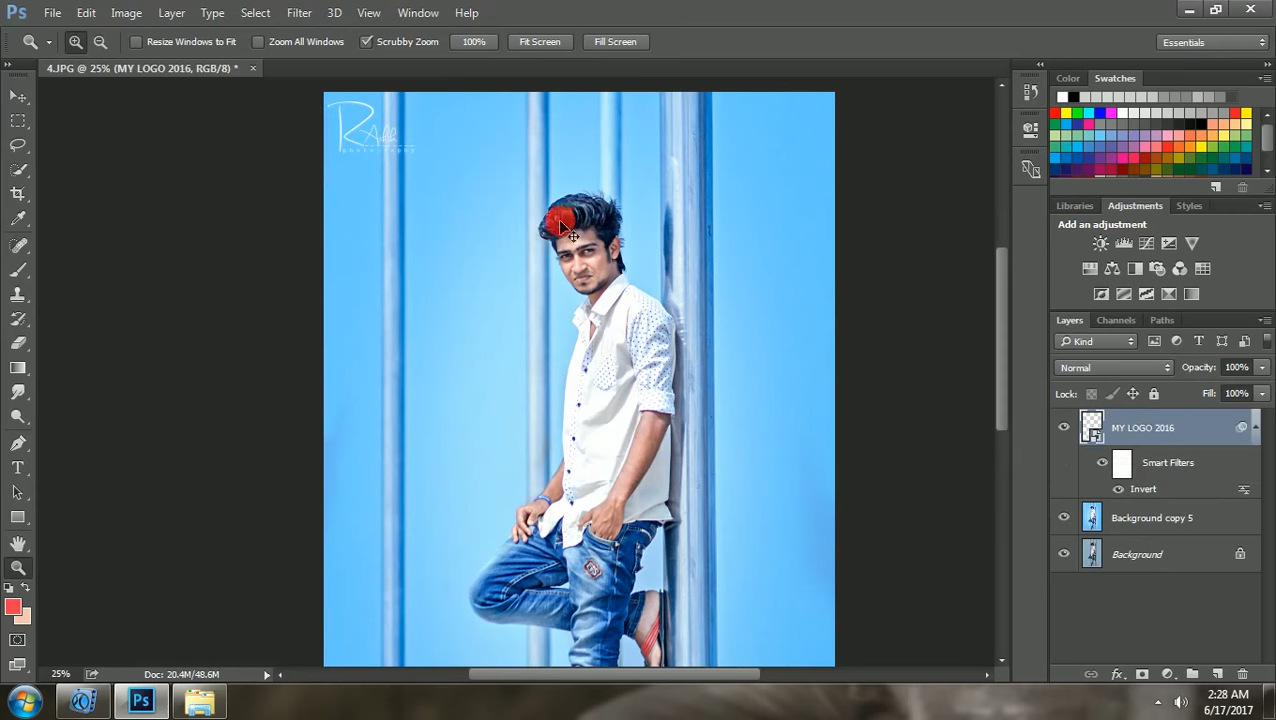 Ps File Edit Image Layer Type Select Filter 3D View Window Help
Resize Windows to Fit Zoom All Windows Scrubby Zoom 100% Fit Screen Fill Screen Essentials
4.JPG @ 25% (MY LOGO 2016, RGB/8) *
Color Swatches
photography
Libraries Adjustments Styles
Add an adjustment
Layers Channels Paths
Kind
Normal Opacity: 100%
Lock: Fill: 100%
MY LOGO 2016
Smart Filters
Invert
Background copy 5
Background
25% Doc: 20.4M/48.6M
Ps
2:28 AM
6/17/2017